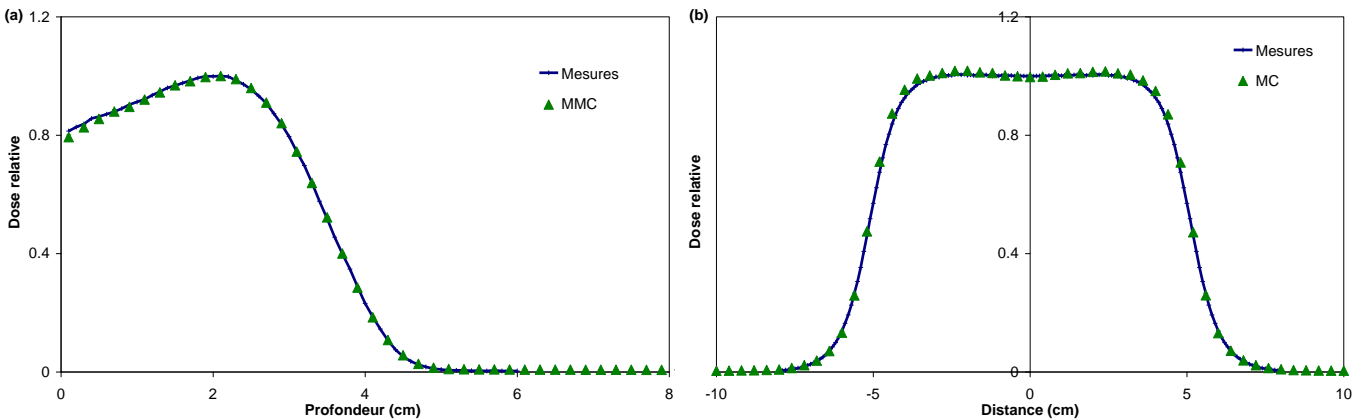 (a)
1.2
0.8
0.4
0
Dose relative
Mesures
MMC
0 2 4 6 8
Profondeur (cm)
(b)
1.2
0.8
0.4
0
Dose relative
Mesures
MC
-10 -5 0 5 10
Distance (cm)